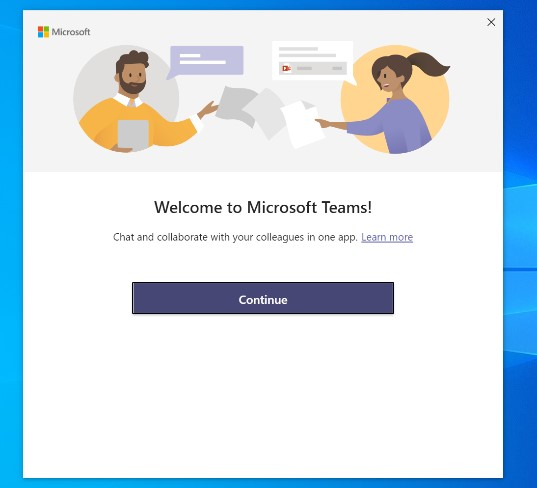 Microsoft
Welcome to Microsoft Teams!
Chat and collaborate with your colleagues in one app. Learn more
Continue